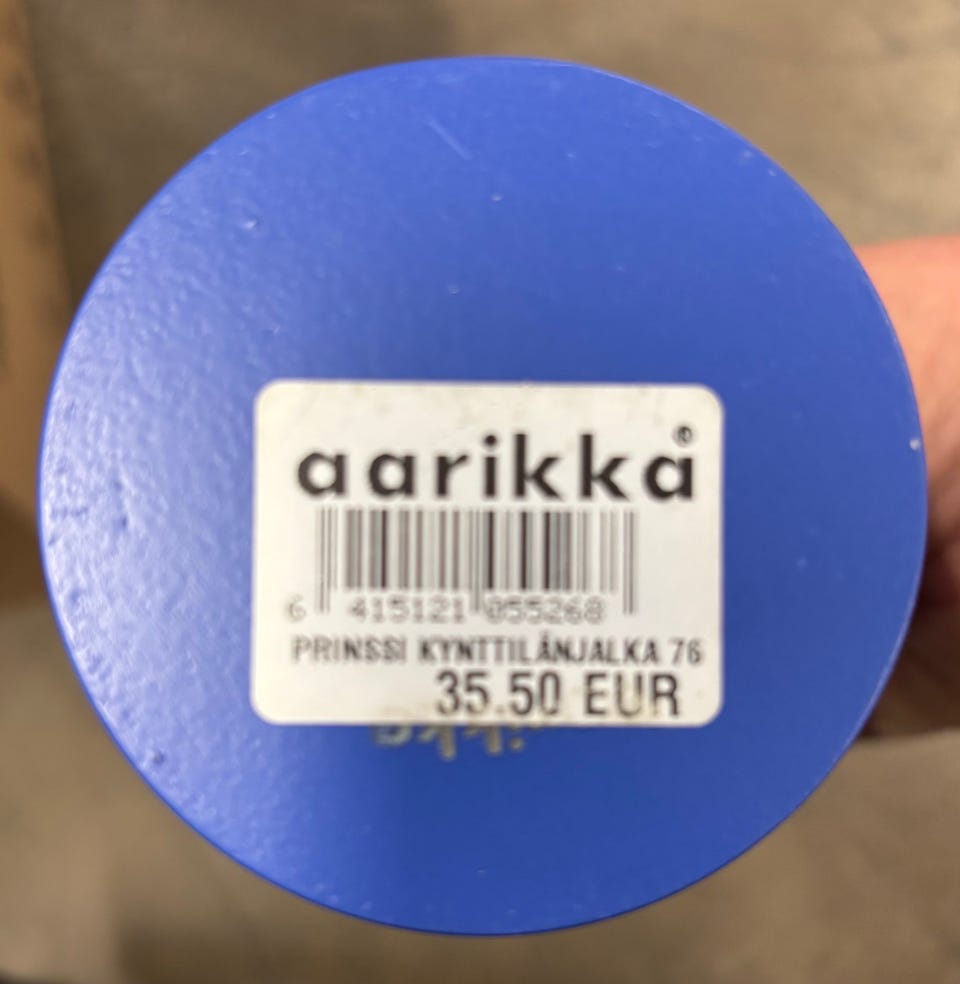 aarikka®
6 415121 055268
PRINSSI KYNTTILÄNJALKA 76
35.50 EUR